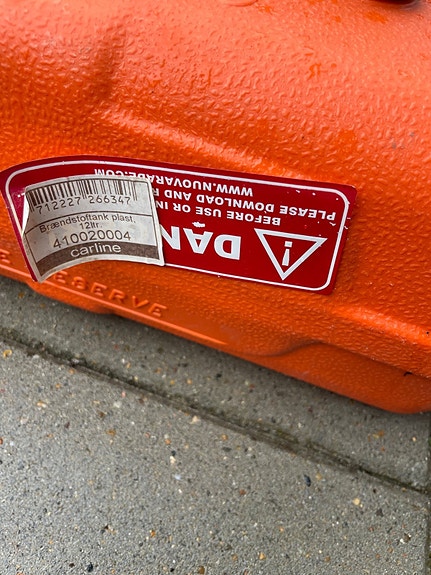 712227 266347
Brændstoftank plast,
12ltr.
410020004
carline
DAN
BEFORE USE OR IN
PLEASE DOWNLOAD AND R
WWW.NUOVARADE.COM
RESERVE